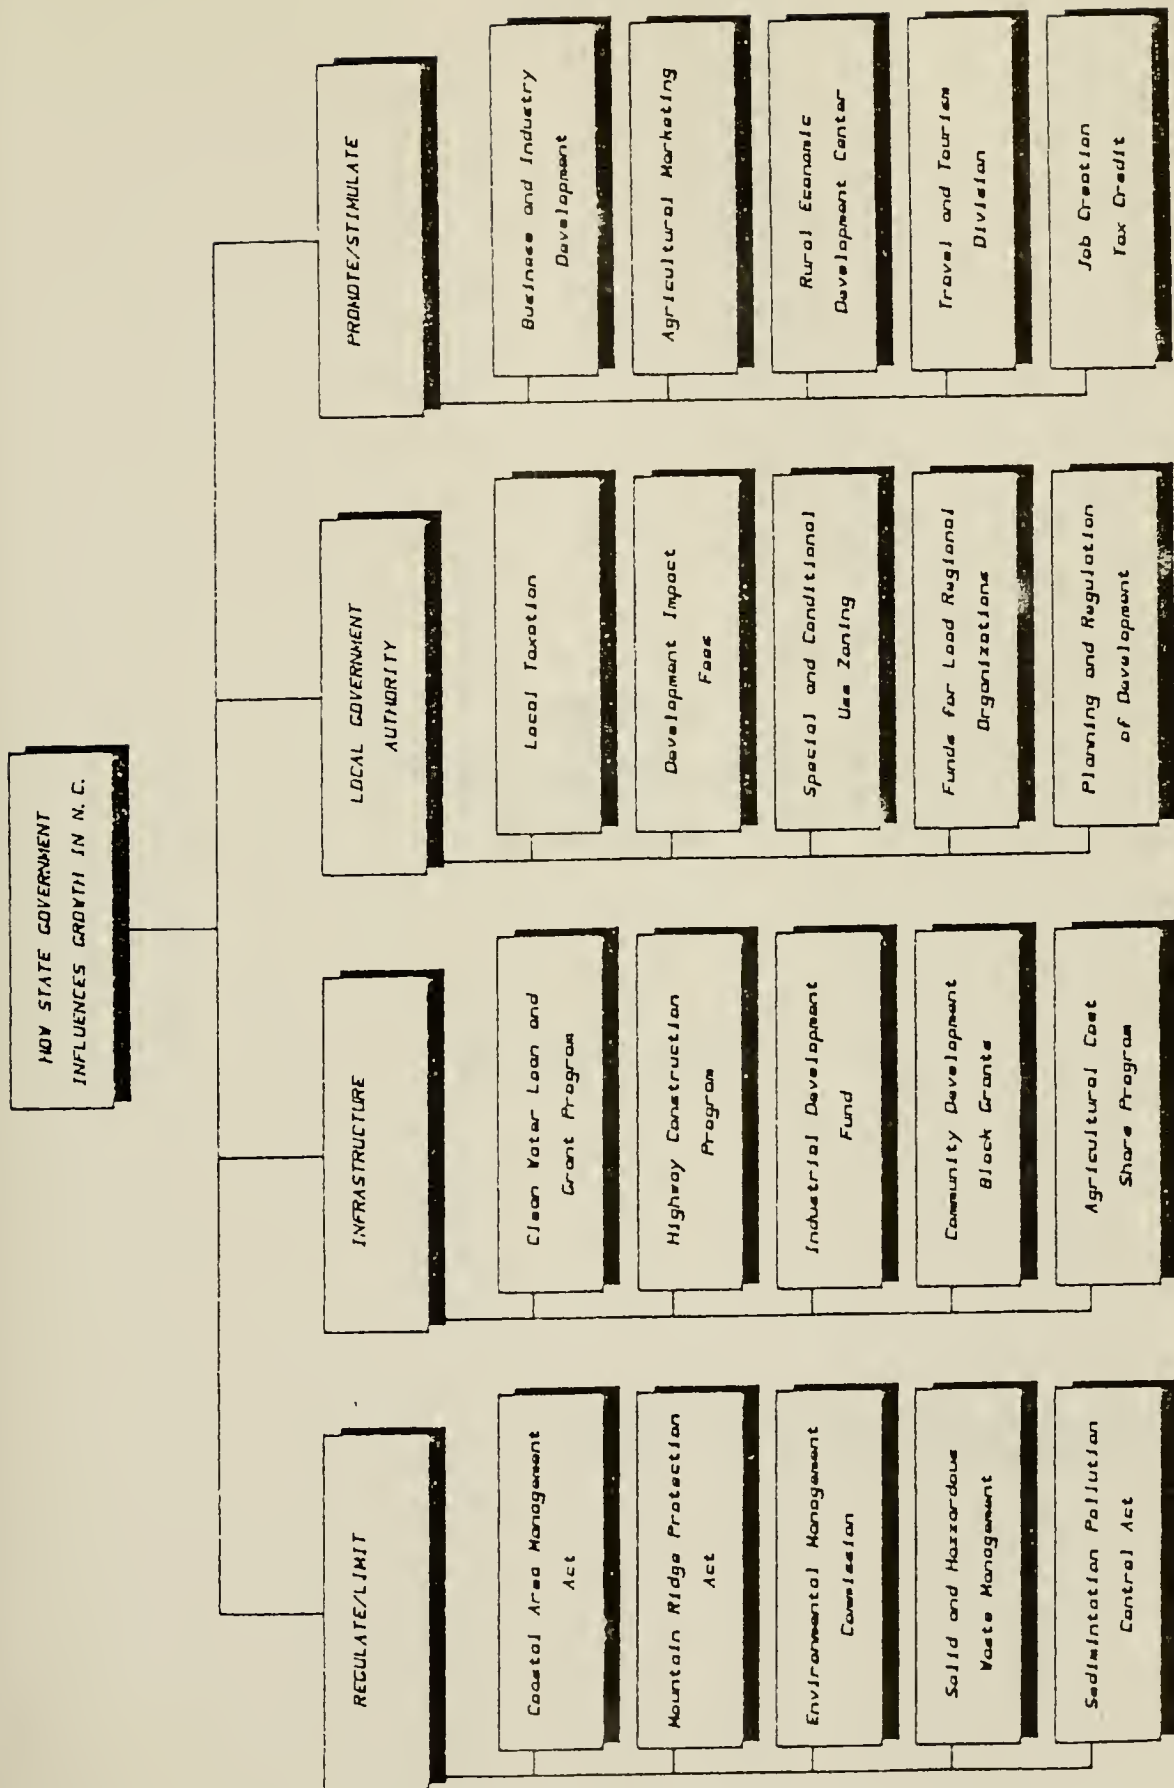 HOW STATE GOVERNMENT
INFLUENCES GROWTH IN N. C.
REGULATE/LIMIT
Coastal Area Management
Act
Mountain Ridge Protection
Act
Environmental Management
Commission
Solid and Hazzardous
Waste Management
Sedimintation Pollution
Control Act
INFRASTRUCTURE
Clean Water Loan and
Grant Program
Highway Construction
Program
Industrial Development
Fund
Community Development
Block Grants
Agricultural Cost
Share Program
LOCAL GOVERNMENT
AUTHORITY
Local Taxation
Development Impact
Fees
Special and Conditional
Use Zoning
Funds for Lead Regional
Organizations
Planning and Regulation
of Development
PROMOTE/STIMULATE
Business and Industry
Development
Agricultural Marketing
Rural Economic
Development Center
Travel and Tourism
Division
Job Creation
Tax Credit